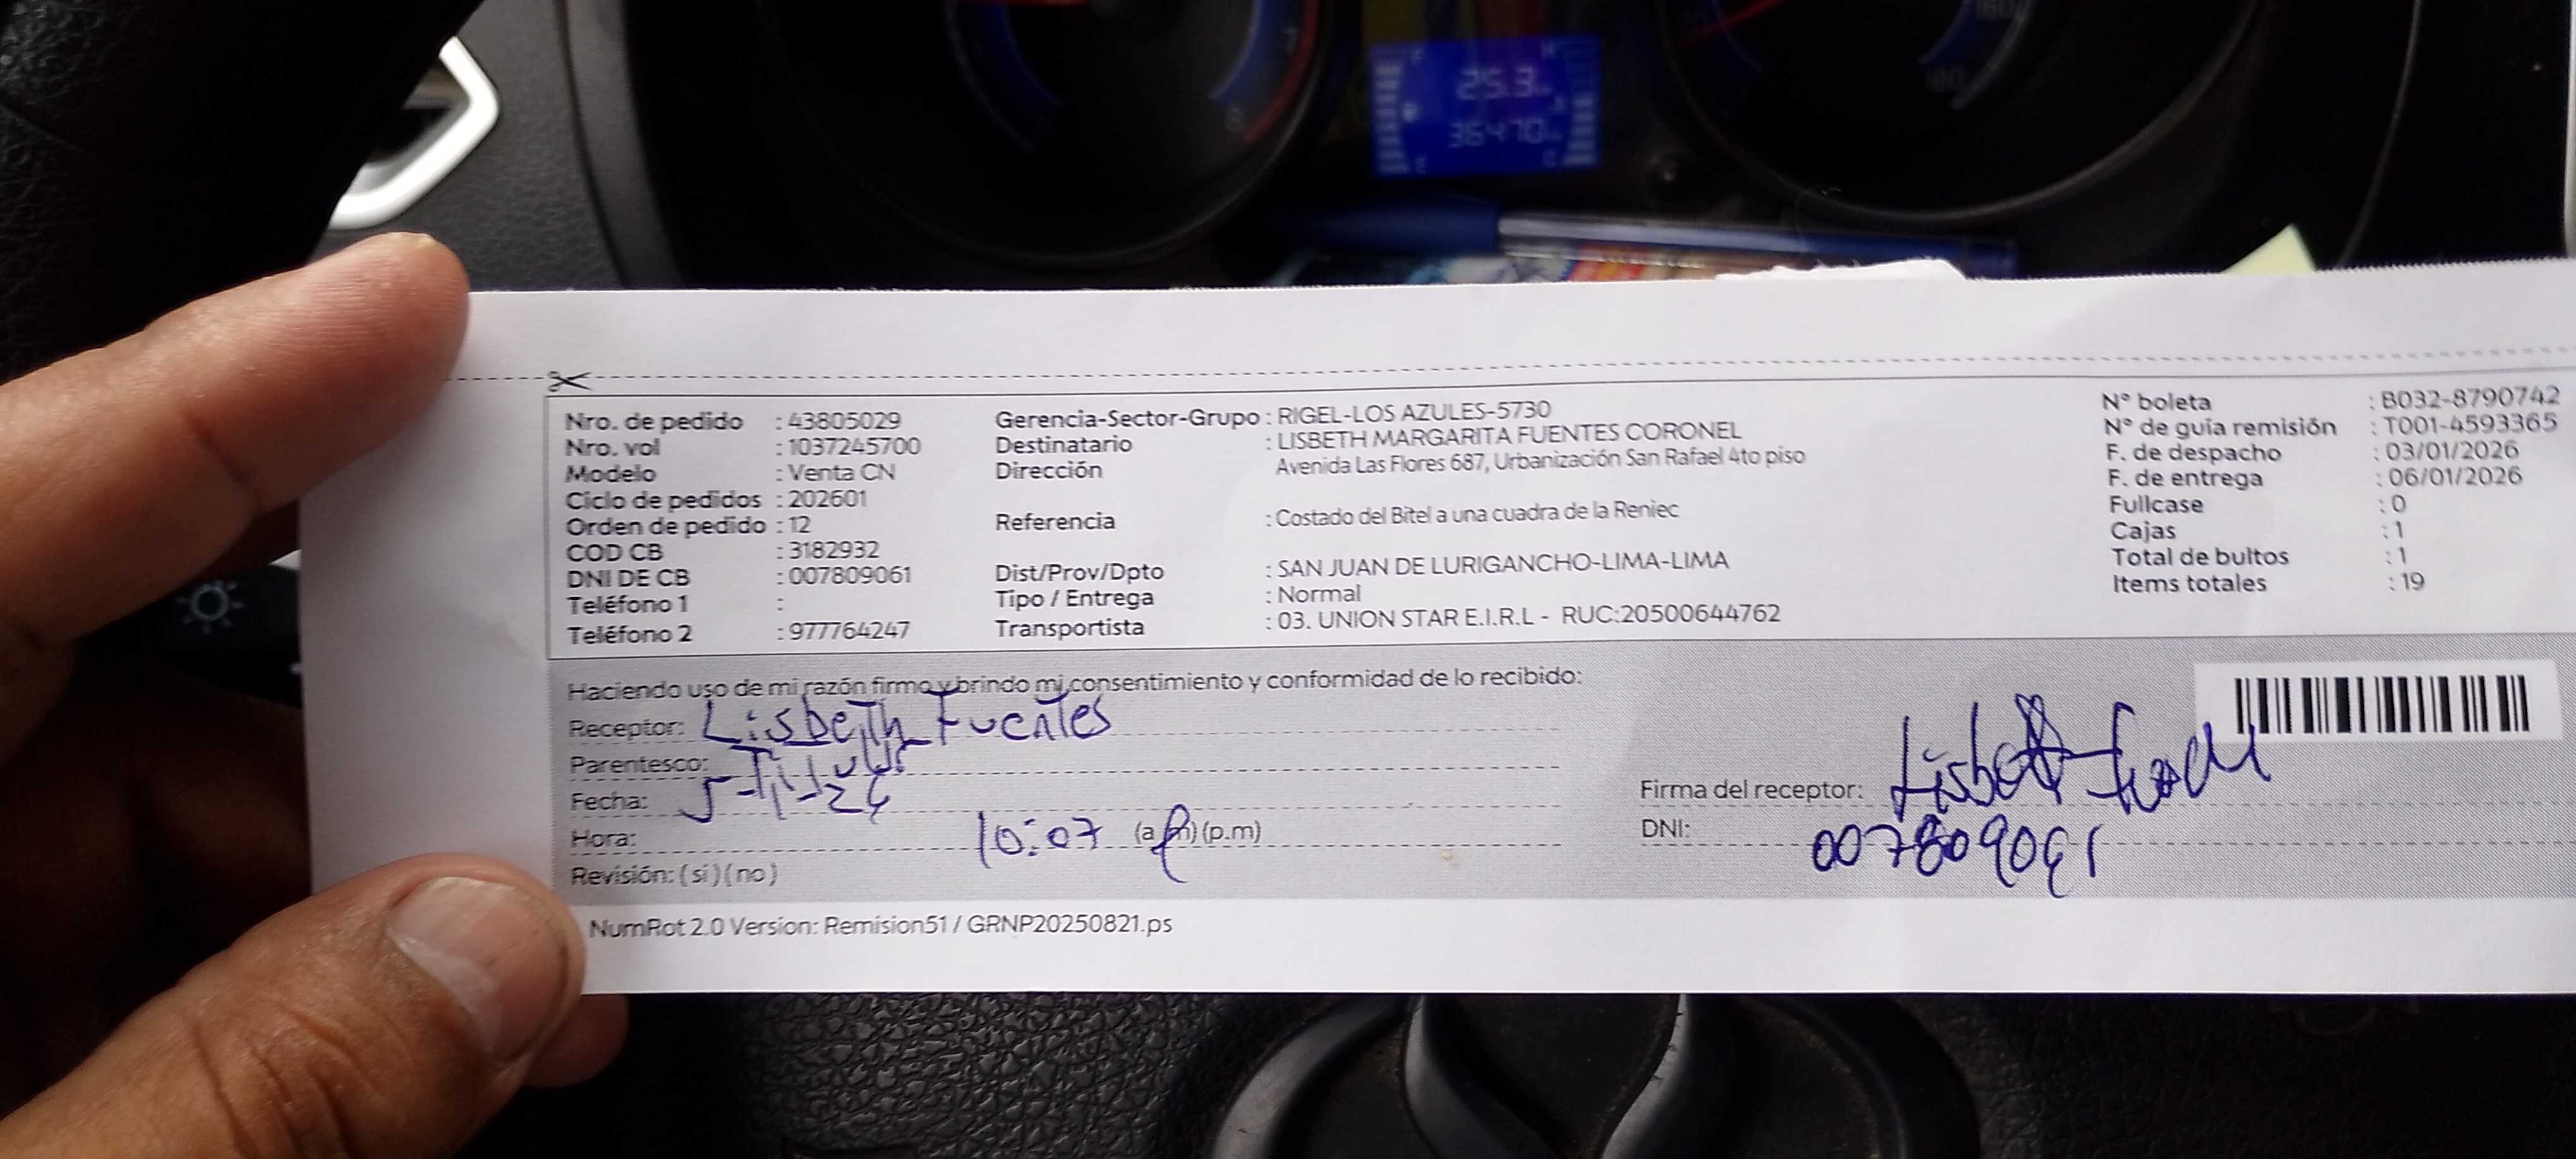 25.3
36470
Nro. de pedido : 43805029
Nro. vol : 1037245700
Modelo : Venta CN
Ciclo de pedidos : 202601
Orden de pedido : 12
COD CB : 3182932
DNI DE CB : 007809061
Teléfono 1 :
Teléfono 2 : 977764247
Gerencia-Sector-Grupo : RIGEL-LOS AZULES-5730
Destinatario : LISBETH MARGARITA FUENTES CORONEL
Dirección Avenida Las Flores 687, Urbanización San Rafael 4to piso
Referencia : Costado del Bitel a una cuadra de la Reniec
Dist/Prov/Dpto : SAN JUAN DE LURIGANCHO-LIMA-LIMA
Tipo / Entrega : Normal
Transportista : 03. UNION STAR E.I.R.L - RUC:20500644762
N° boleta : B032-8790742
N° de guía remisión : T001-4593365
F. de despacho : 03/01/2026
F. de entrega : 06/01/2026
Fullcase : 0
Cajas : 1
Total de bultos : 1
Items totales : 19
Haciendo uso de mi razón firmo y brindo mi consentimiento y conformidad de lo recibido:
Receptor: Lisbeth Fuentes
Parentesco:
Fecha:
Hora: 10:07 (a.m) (p.m)
Revisión: (si) (no)
Firma del receptor:
DNI: 007809061
NumRot 2.0 Version: Remision51 / GRNP20250821.ps